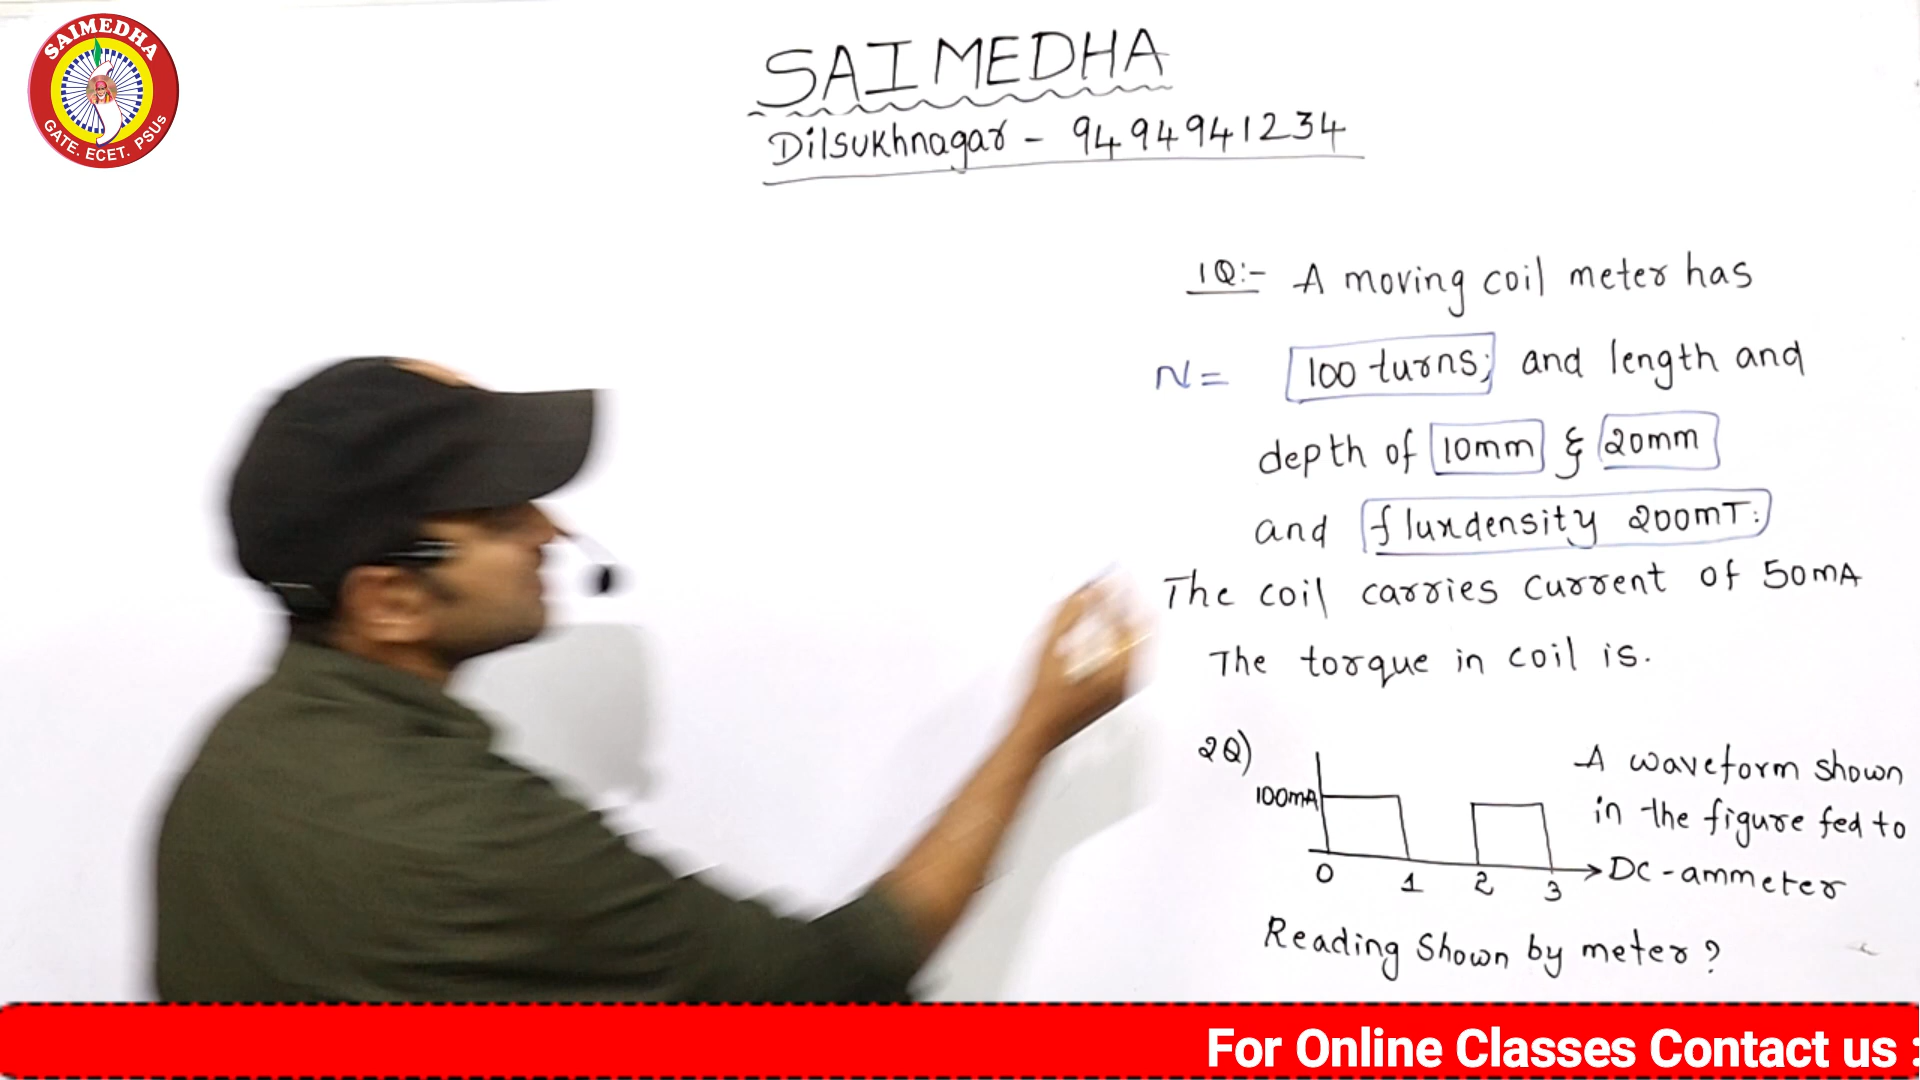 SAIMEDHA
GATE. ECET. PSUs
SAIMEDHA
Dilsukhnagar - 9494941234
1Q:- A moving coil meter has
N= 100 turns; and length and
depth of 10mm & 20mm
and fluxdensity 200mT.
The coil carries current of 50mA
The torque in coil is.
2Q)
100mA
0 1 2 3
A waveform shown
in the figure fed to
DC-ammeter
Reading shown by meter?
For Online Classes Contact us :